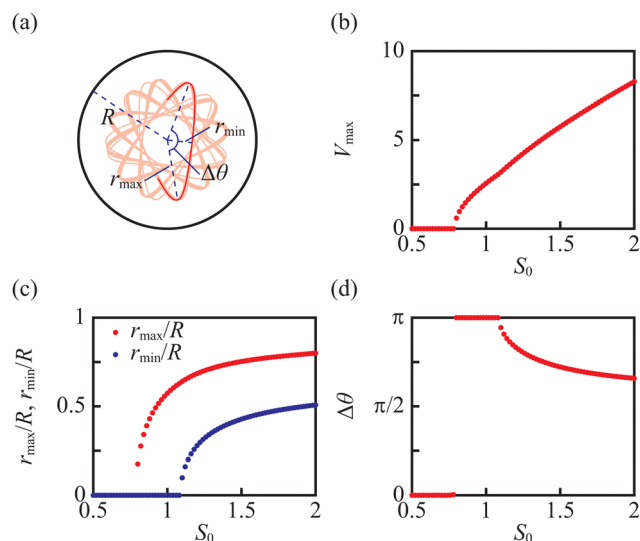 (a)
R
r_min
r_max
Δθ
(b)
10
5
0
V_max
0.5 1 1.5 2
S_0
(c)
1
0.5
0
r_max/R, r_min/R
r_max/R
r_min/R
0.5 1 1.5 2
S_0
(d)
π
π/2
0
Δθ
0.5 1 1.5 2
S_0